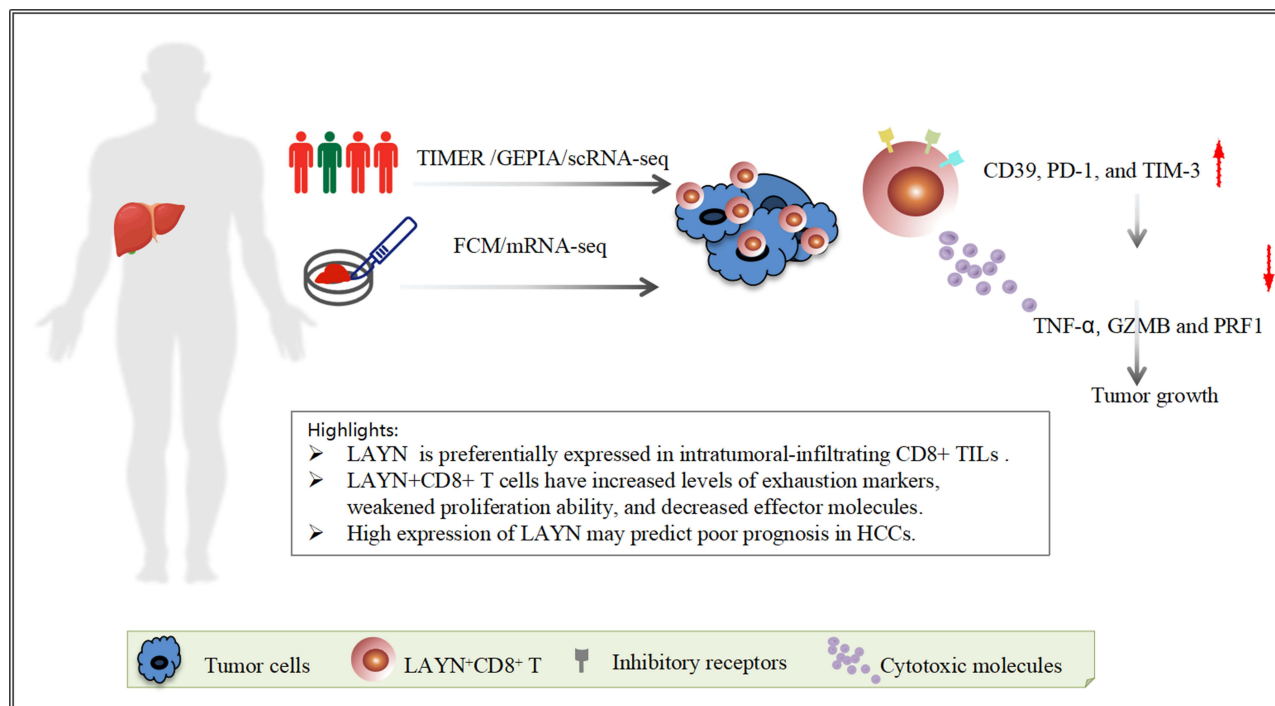 TIMER /GEPIA/scRNA-seq
FCM/mRNA-seq
CD39, PD-1, and TIM-3
TNF-α, GZMB and PRF1
Tumor growth
Highlights:
➢ LAYN is preferentially expressed in intratumoral-infiltrating CD8+ TILs .
➢ LAYN+CD8+ T cells have increased levels of exhaustion markers,
weakened proliferation ability, and decreased effector molecules.
➢ High expression of LAYN may predict poor prognosis in HCCs.
Tumor cells
LAYN⁺CD8⁺ T
Inhibitory receptors
Cytotoxic molecules